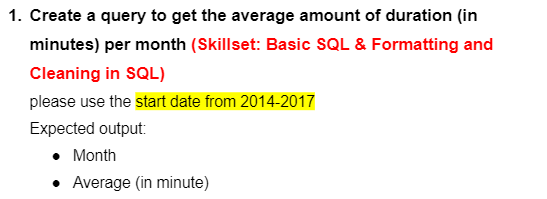 1. Create a query to get the average amount of duration (in
minutes) per month (Skillset: Basic SQL & Formatting and
Cleaning in SQL)
please use the start date from 2014-2017
Expected output:
● Month
● Average (in minute)